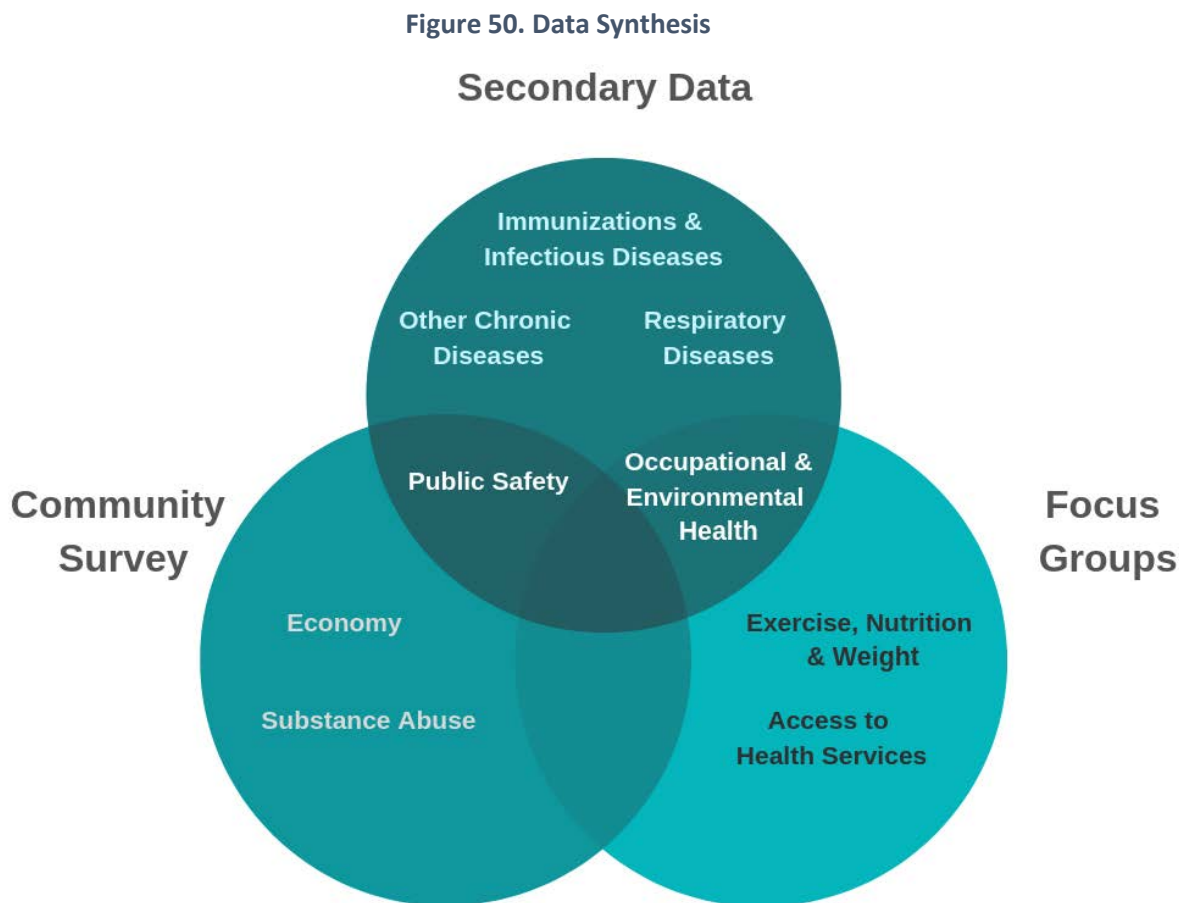 Figure 50. Data Synthesis
Secondary Data
Immunizations &
Infectious Diseases
Other Chronic
Diseases
Respiratory
Diseases
Public Safety
Occupational &
Environmental
Health
Community
Survey
Focus
Groups
Economy
Substance Abuse
Exercise, Nutrition
& Weight
Access to
Health Services